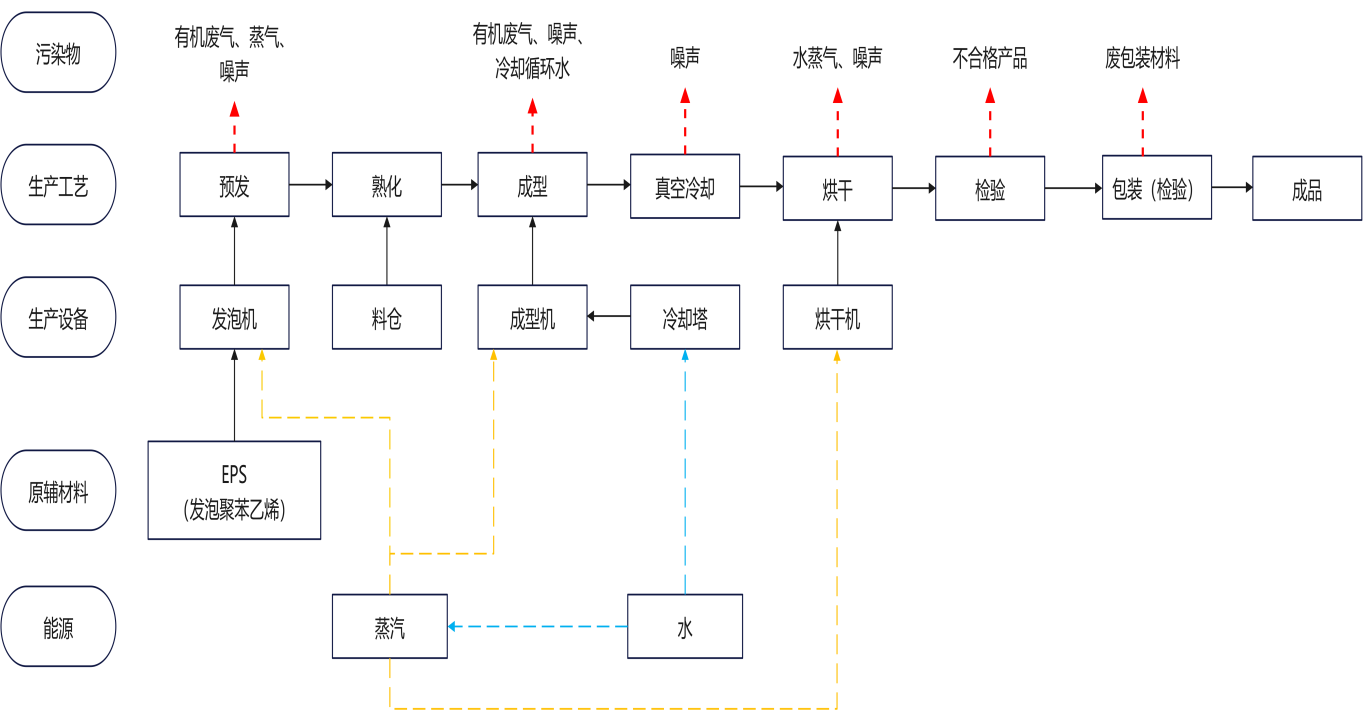 污染物
有机废气、蒸气、
噪声
有机废气、噪声、
冷却循环水
噪声
水蒸气、噪声
不合格产品
废包装材料
生产工艺
预发
熟化
成型
真空冷却
烘干
检验
包装（检验）
成品
生产设备
发泡机
料仓
成型机
冷却塔
烘干机
原辅材料
EPS
（发泡聚苯乙烯）
能源
蒸汽
水